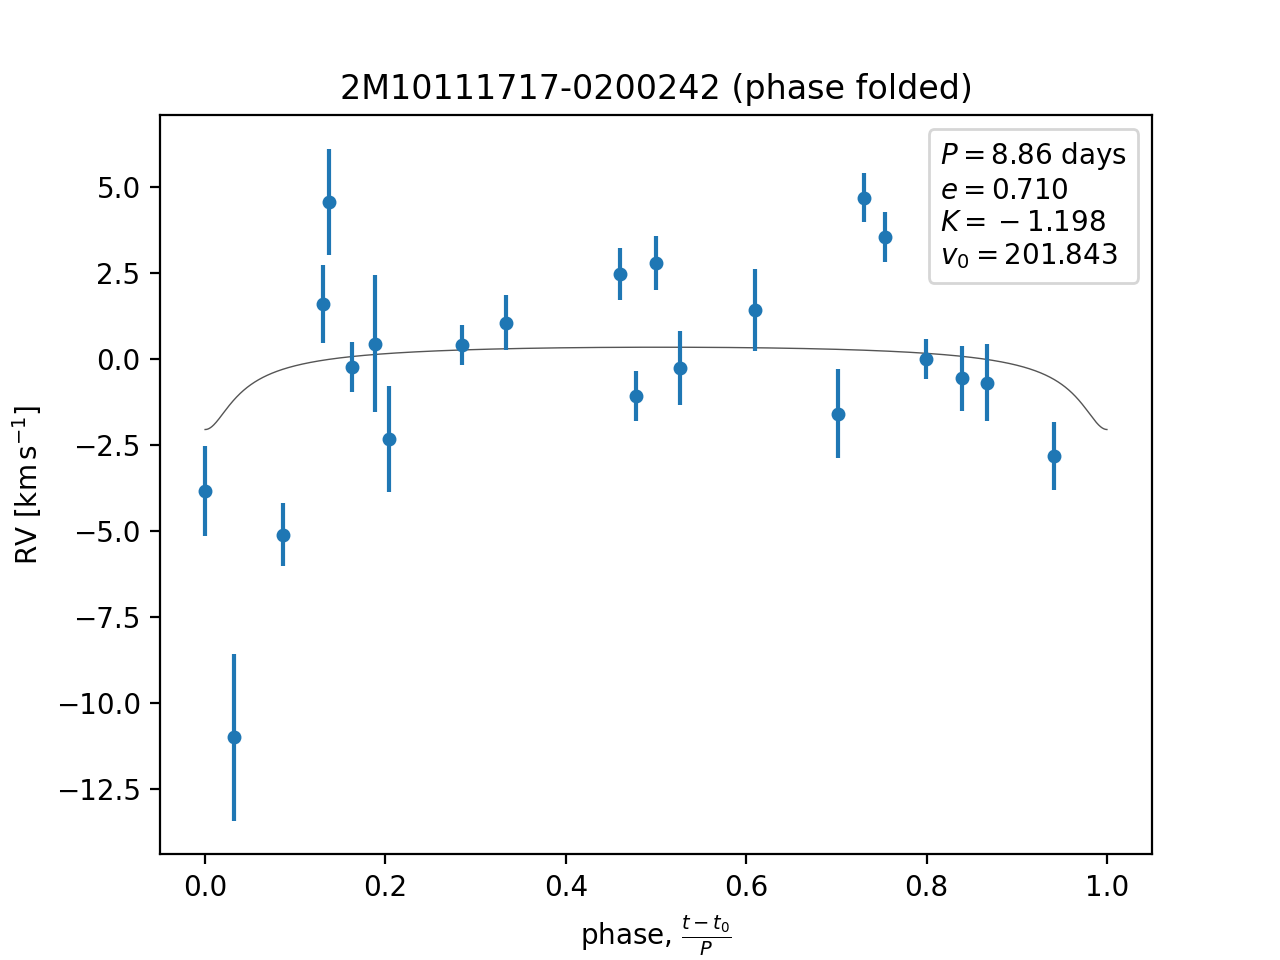 2M10111717-0200242 (phase folded)
P = 8.86 days
e = 0.710
K = −1.198
v₀ = 201.843
5.0
2.5
0.0
−2.5
−5.0
−7.5
−10.0
−12.5
RV [km s⁻¹]
0.0 0.2 0.4 0.6 0.8 1.0
phase, (t − t₀)/P